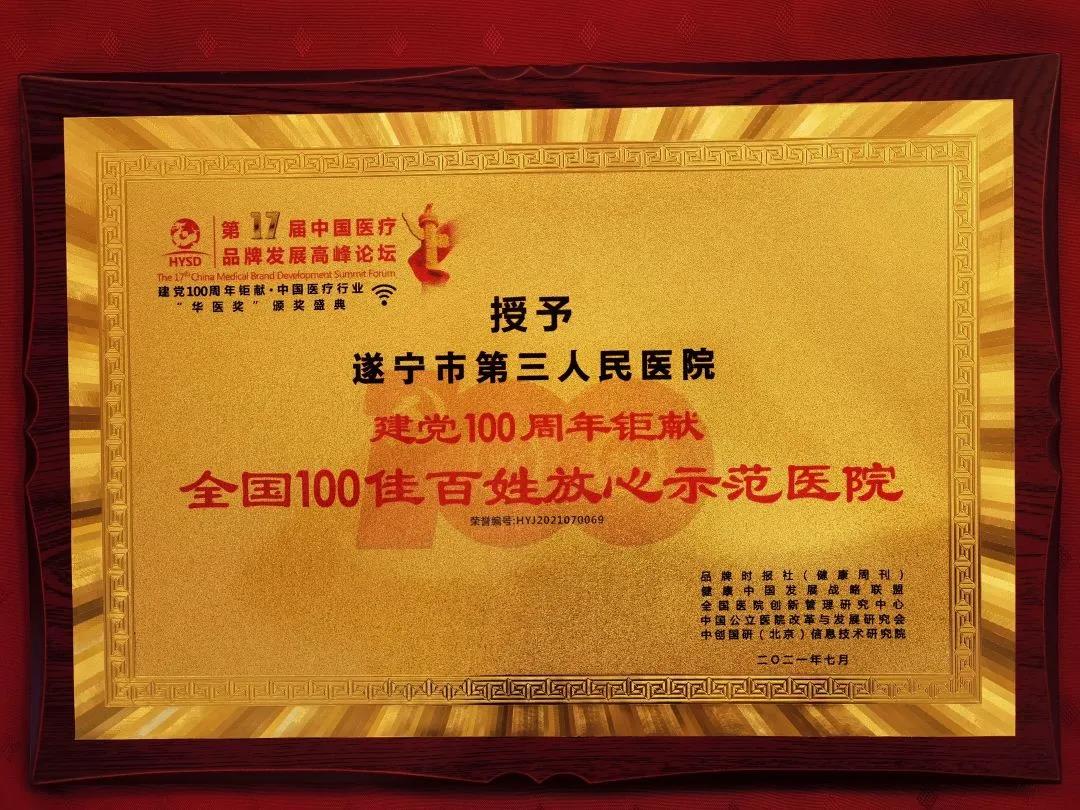 第17届中国医疗
品牌发展高峰论坛
HYSD
The 17th China Medical Brand Development Summit Forum
建党100周年钜献·中国医疗行业
“华医奖”颁奖盛典
授予
遂宁市第三人民医院
建党100周年钜献
全国100佳百姓放心示范医院
荣誉编号:HYJ2021070069
品牌时报社(健康周刊)
健康中国发展战略联盟
全国医院创新管理研究中心
中国公立医院改革与发展研究会
中创国研(北京)信息技术研究院
二〇二一年七月